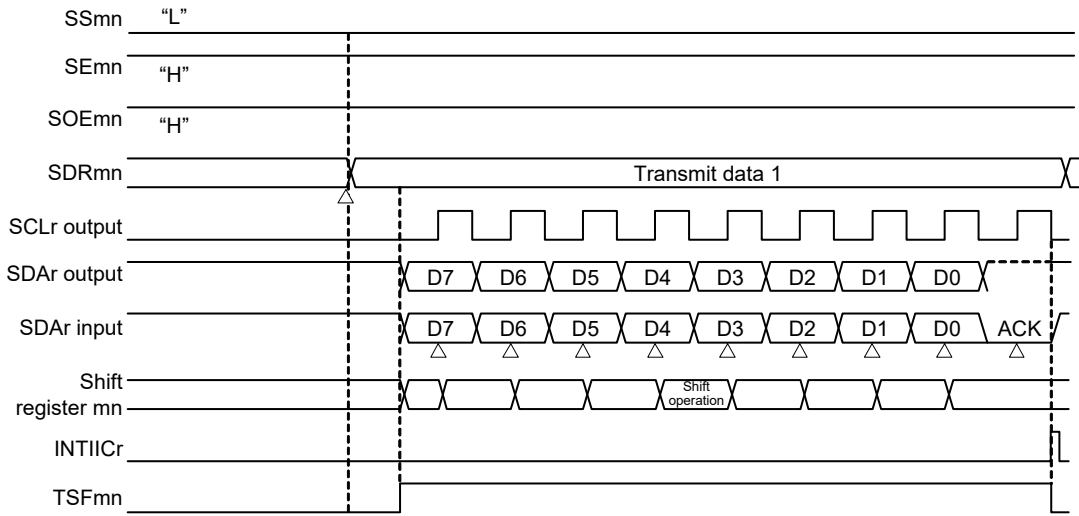 SSmn “L”
SEmn “H”
SOEmn “H”
SDRmn Transmit data 1
SCLr output
SDAr output D7 D6 D5 D4 D3 D2 D1 D0
SDAr input D7 D6 D5 D4 D3 D2 D1 D0 ACK
Shift
register mn
Shift
operation
INTIICr
TSFmn